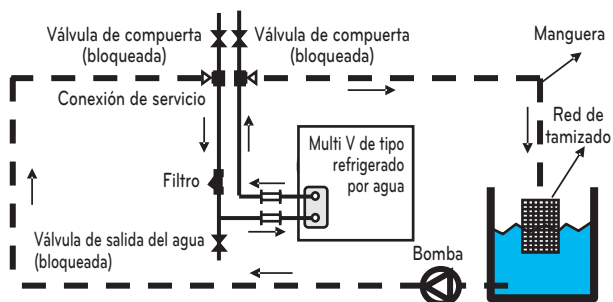 Válvula de compuerta
(bloqueada)
Válvula de compuerta
(bloqueada)
Manguera
Conexión de servicio
Red de
tamizado
Multi V de tipo
refrigerado
por agua
Filtro
Válvula de salida del agua
(bloqueada)
Bomba